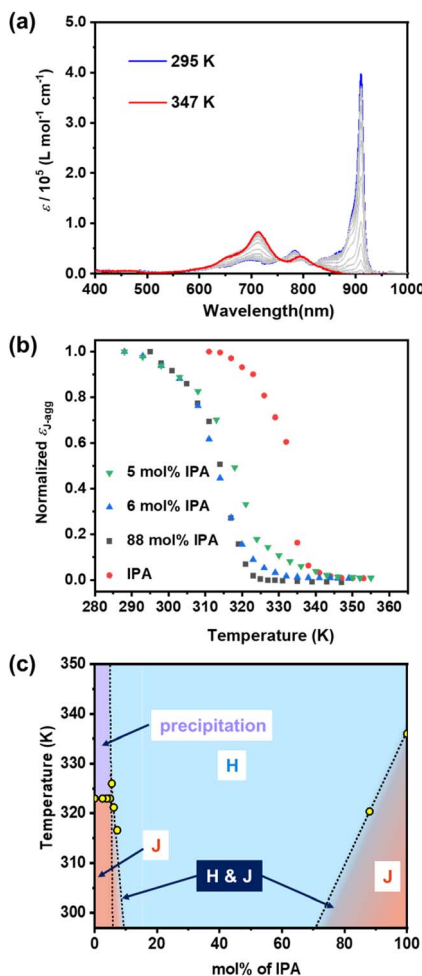 (a)
295 K
347 K
ε / 10⁵ (L mol⁻¹ cm⁻¹)
5.0
4.0
3.0
2.0
1.0
0.0
400 500 600 700 800 900 1000
Wavelength(nm)
(b)
Normalized ε_J-agg
1.0
0.8
0.6
0.4
0.2
0.0
5 mol% IPA
6 mol% IPA
88 mol% IPA
IPA
280 290 300 310 320 330 340 350 360
Temperature (K)
(c)
Temperature (K)
350
340
330
320
310
300
precipitation
H
J
H & J
J
0 20 40 60 80 100
mol% of IPA